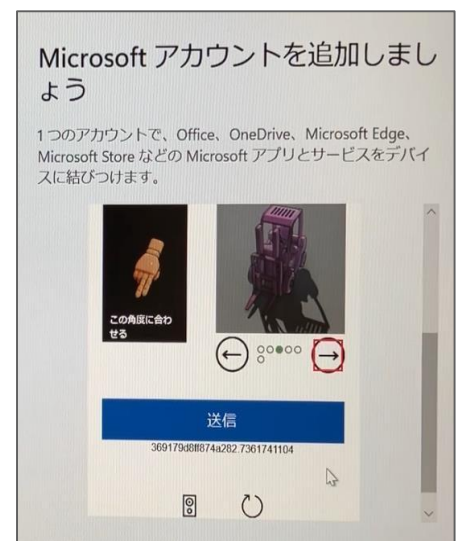 Microsoft アカウントを追加しまし
ょう
1 つのアカウントで、Office、OneDrive、Microsoft Edge、
Microsoft Store などの Microsoft アプリとサービスをデバイ
スに結びつけます。
この角度に合わ
せる
送信
369179d8ff874a282.7361741104